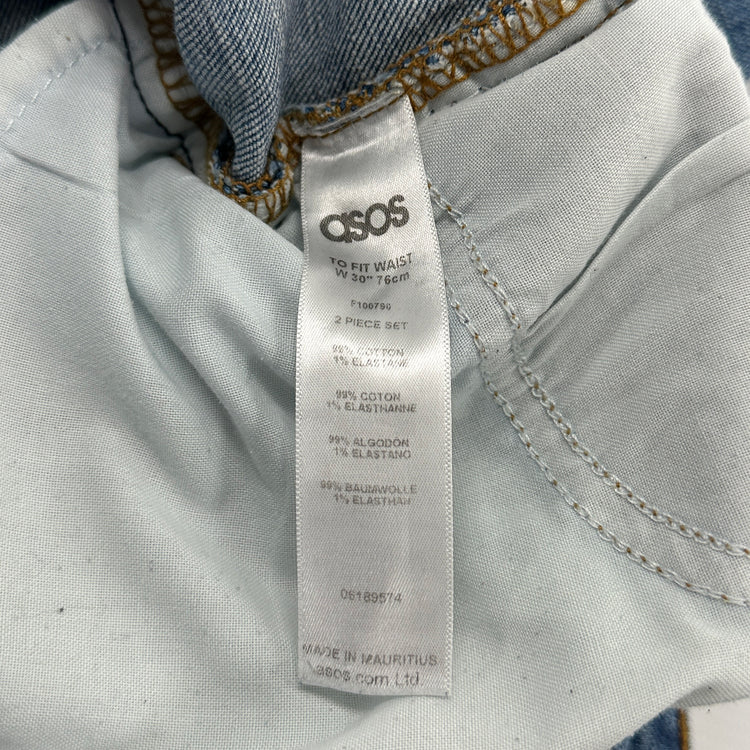 asos
TO FIT WAIST
W 30" 76cm
F100790
2 PIECE SET
99% COTTON
1% ELASTANE
99% COTON
1% ELASTHANNE
99% ALGODÓN
1% ELASTANO
99% BAUMWOLLE
1% ELASTHAN
06189574
MADE IN MAURITIUS
asos.com Ltd.